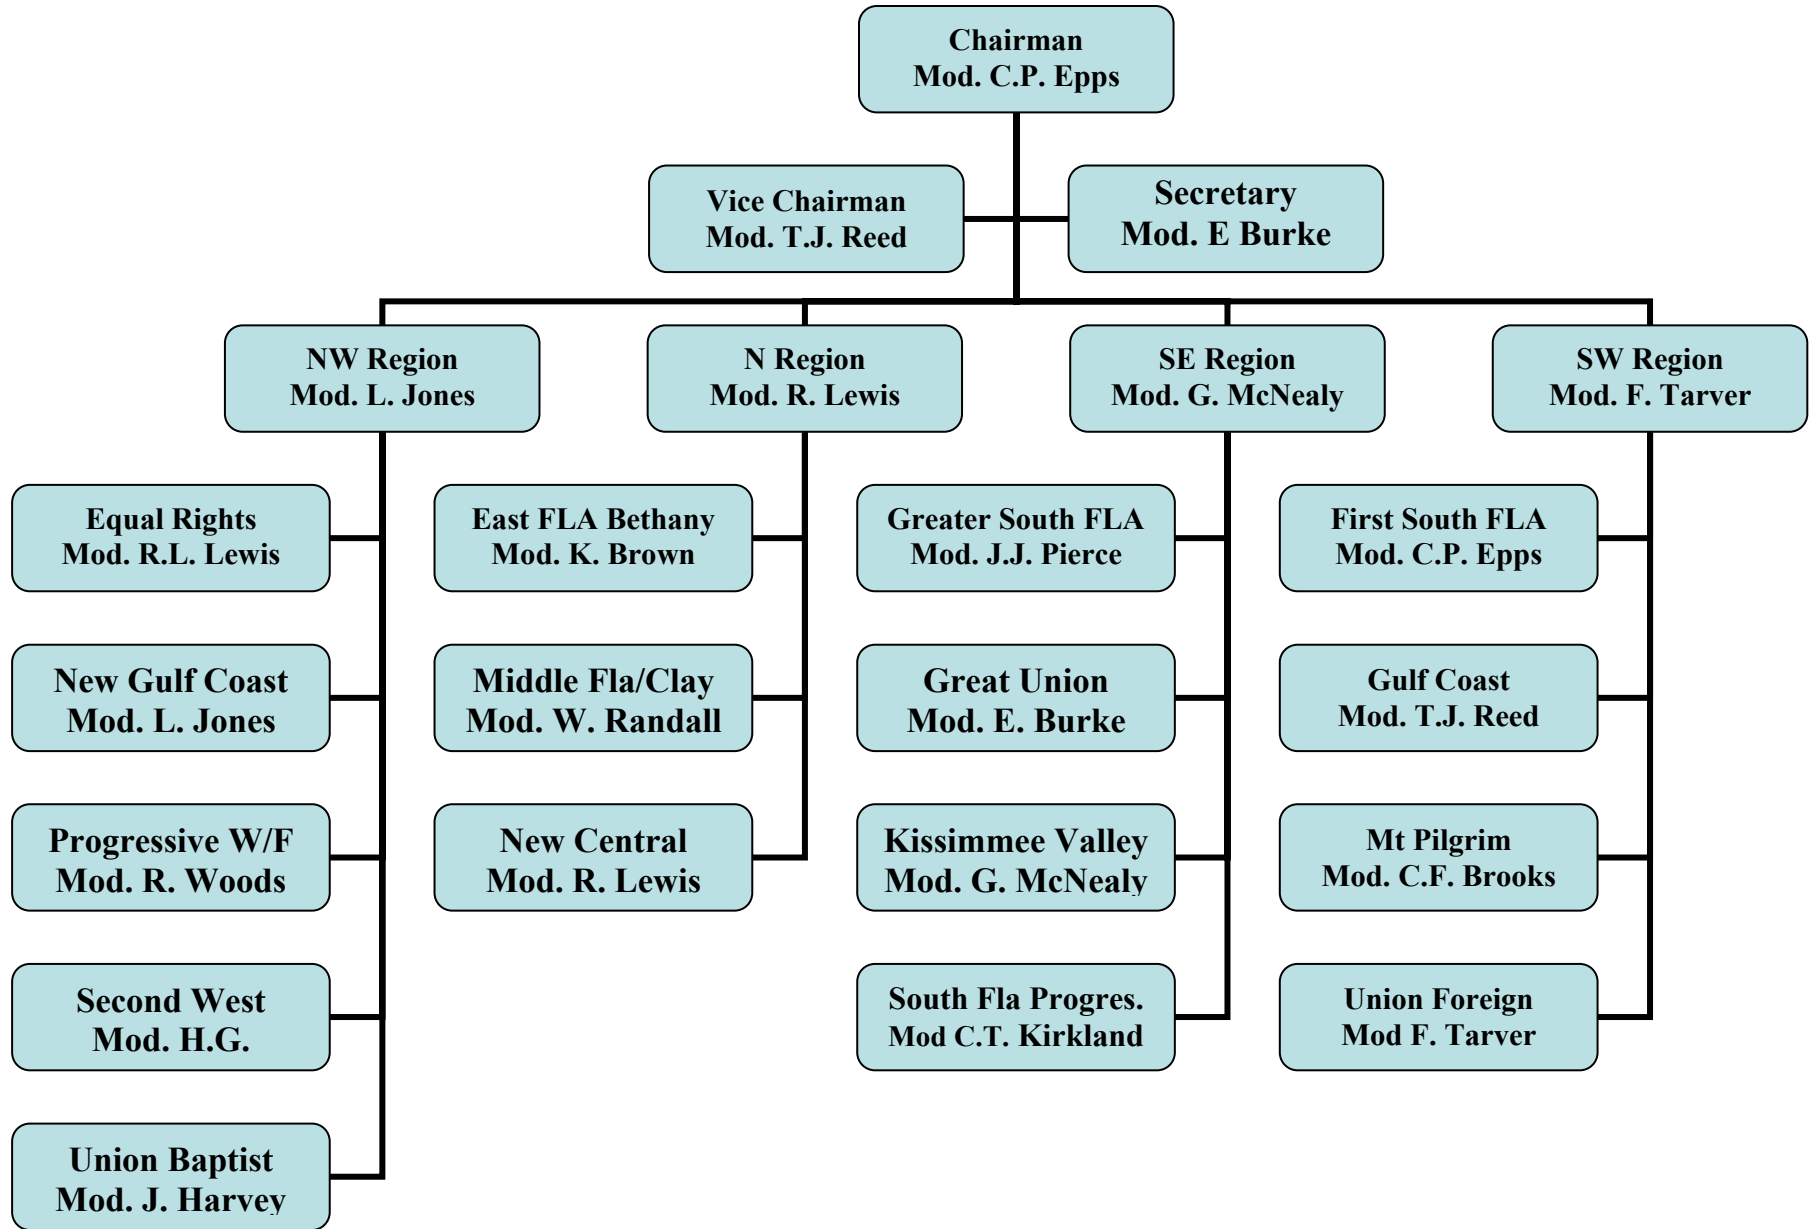 Chairman
Mod. C.P. Epps
Vice Chairman
Mod. T.J. Reed
Secretary
Mod. E Burke
NW Region
Mod. L. Jones
N Region
Mod. R. Lewis
SE Region
Mod. G. McNealy
SW Region
Mod. F. Tarver
Equal Rights
Mod. R.L. Lewis
New Gulf Coast
Mod. L. Jones
Progressive W/F
Mod. R. Woods
Second West
Mod. H.G.
Union Baptist
Mod. J. Harvey
East FLA Bethany
Mod. K. Brown
Middle Fla/Clay
Mod. W. Randall
New Central
Mod. R. Lewis
Greater South FLA
Mod. J.J. Pierce
Great Union
Mod. E. Burke
Kissimmee Valley
Mod. G. McNealy
South Fla Progres.
Mod C.T. Kirkland
First South FLA
Mod. C.P. Epps
Gulf Coast
Mod. T.J. Reed
Mt Pilgrim
Mod. C.F. Brooks
Union Foreign
Mod F. Tarver